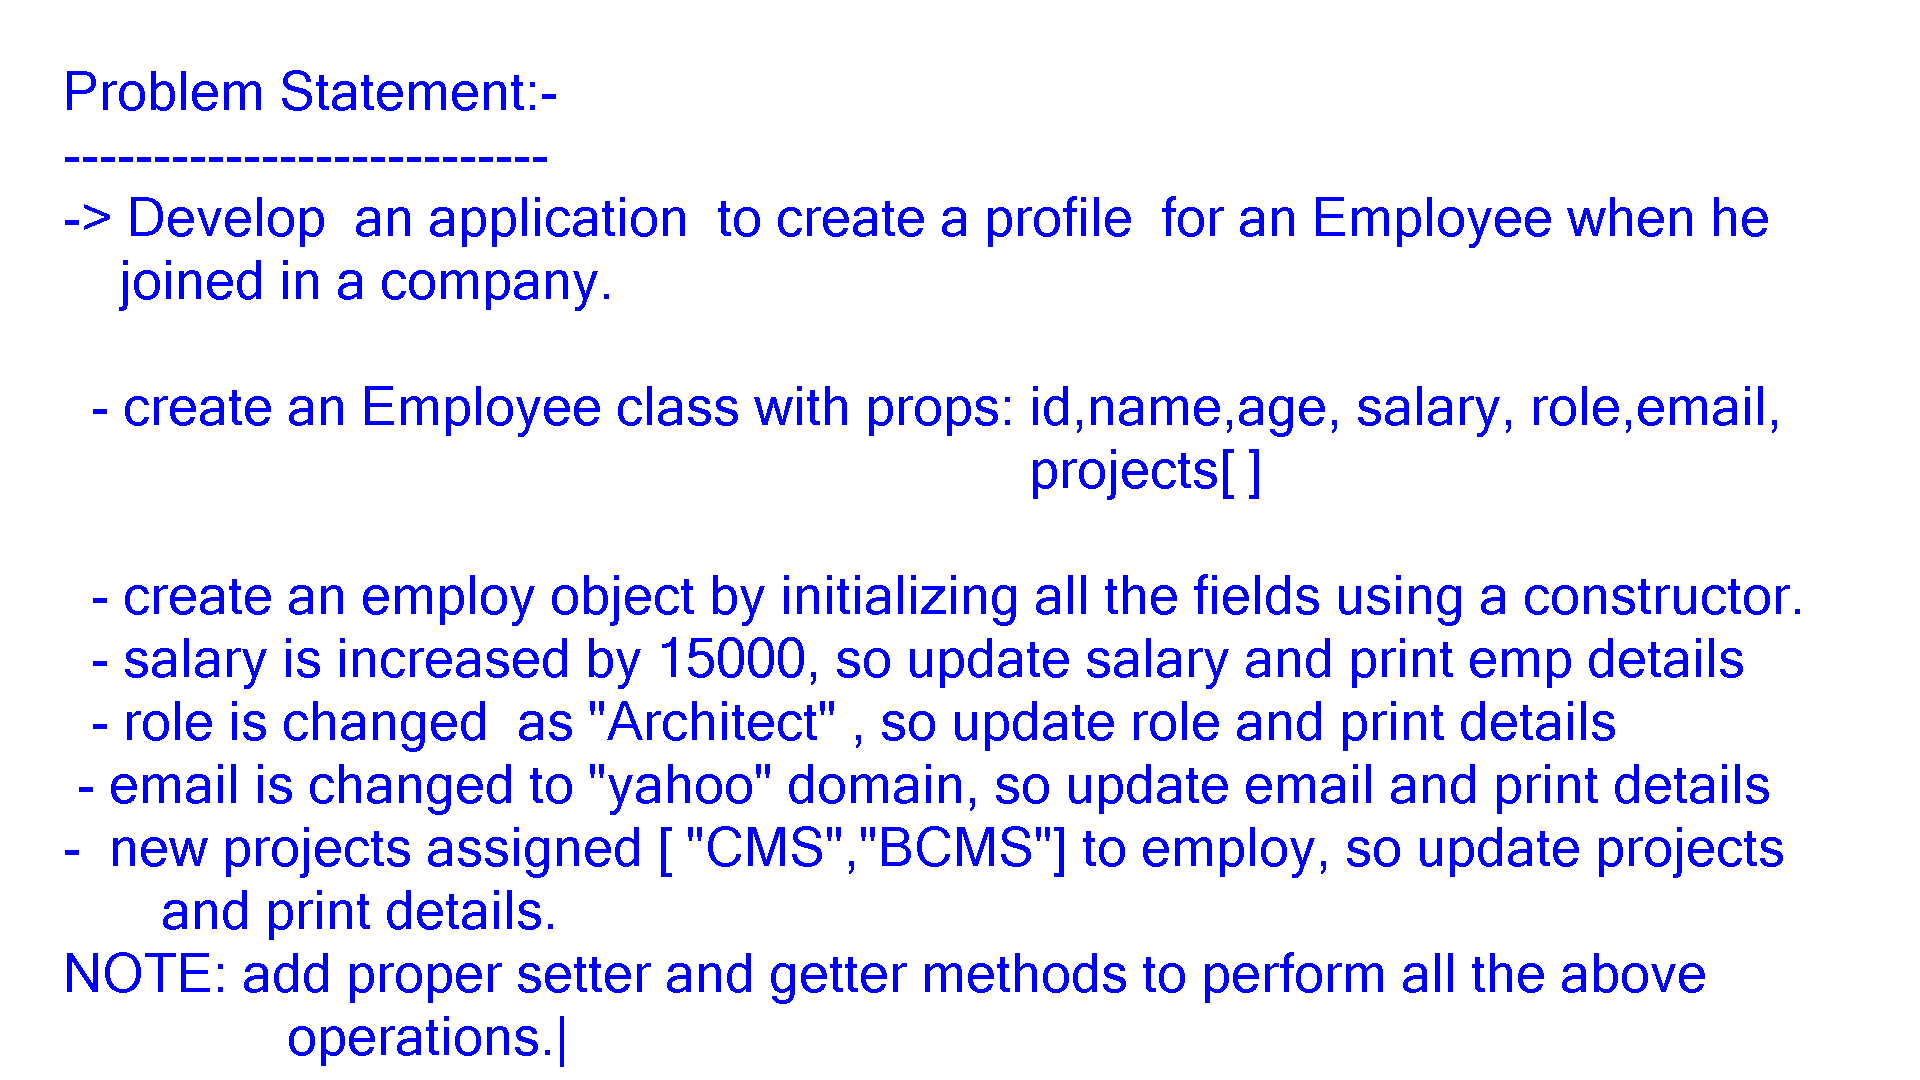 Problem Statement:-
---------------------------
-> Develop  an application  to create a profile  for an Employee when he
joined in a company.
- create an Employee class with props: id,name,age, salary, role,email,
projects[ ]
- create an employ object by initializing all the fields using a constructor.
- salary is increased by 15000, so update salary and print emp details
- role is changed  as "Architect" , so update role and print details
- email is changed to "yahoo" domain, so update email and print details
-  new projects assigned [ "CMS","BCMS"] to employ, so update projects
and print details.
NOTE: add proper setter and getter methods to perform all the above
operations.|